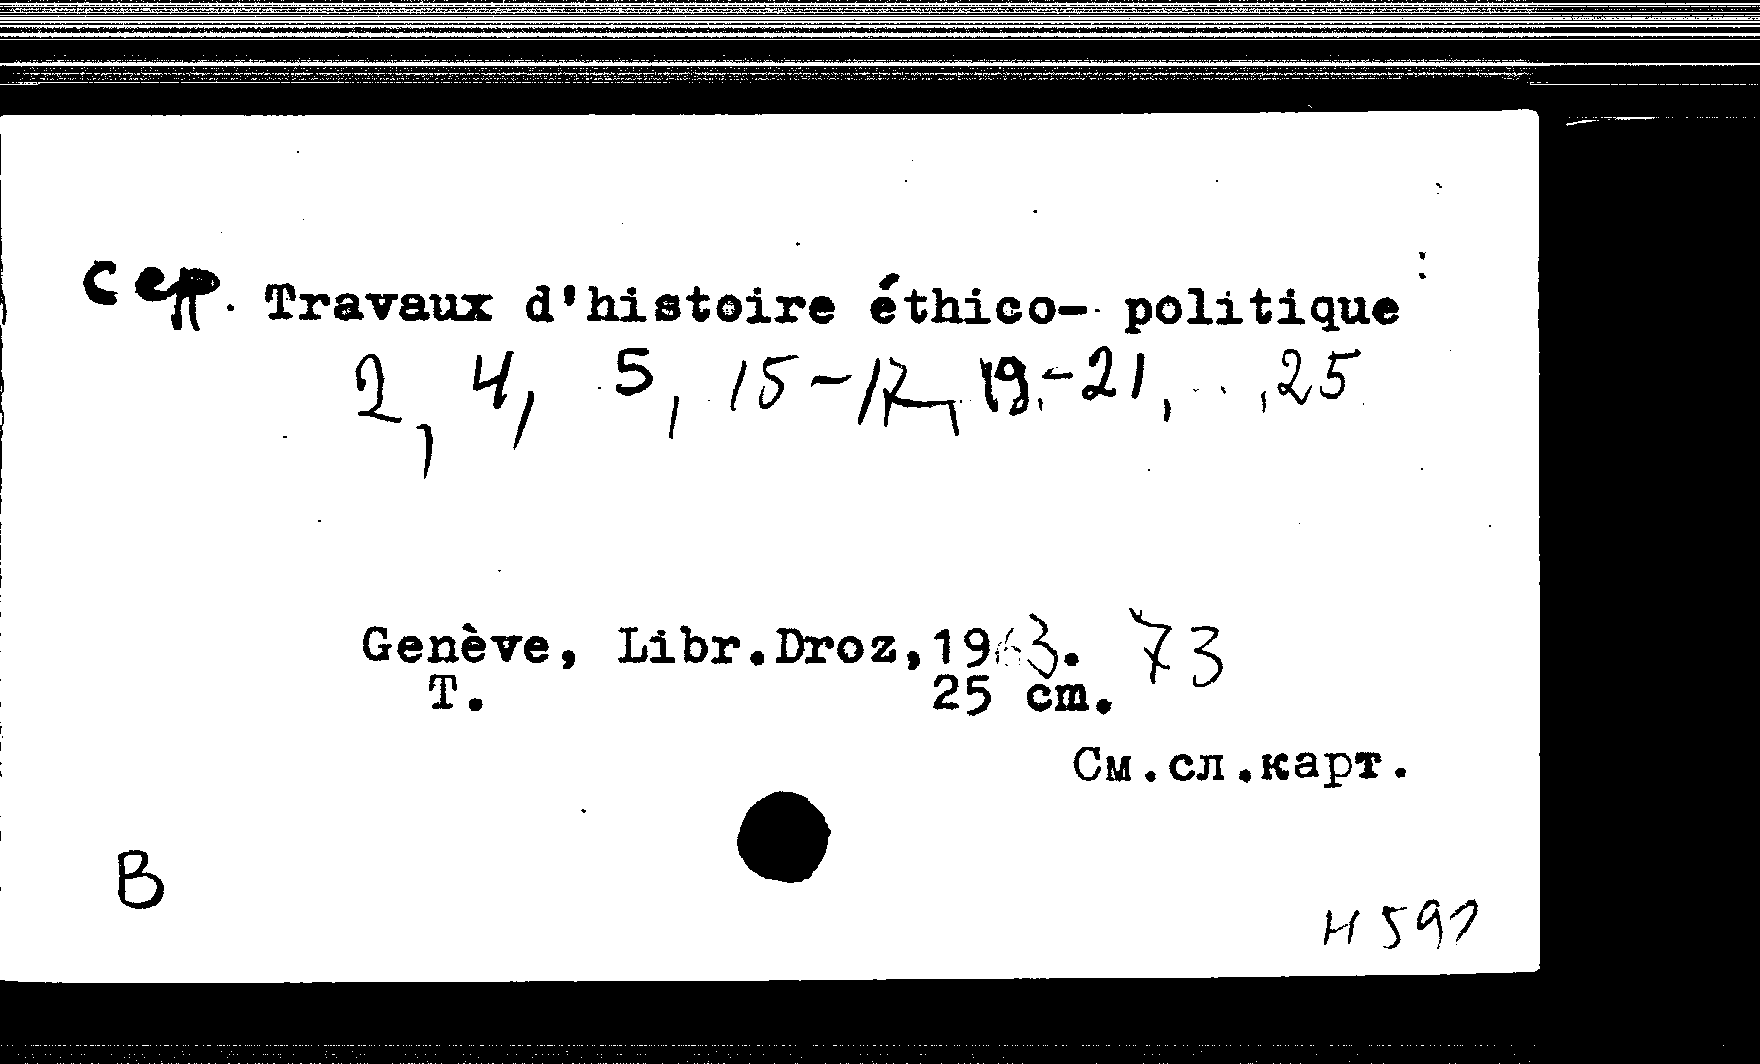 сер. Travaux d'histoire éthico- politique
2, 4, 5, 15-17, 19-21, ,25
Genève, Libr.Droz,1963. 73
T. 25 cm.
См.сл.карт.
В
И 591